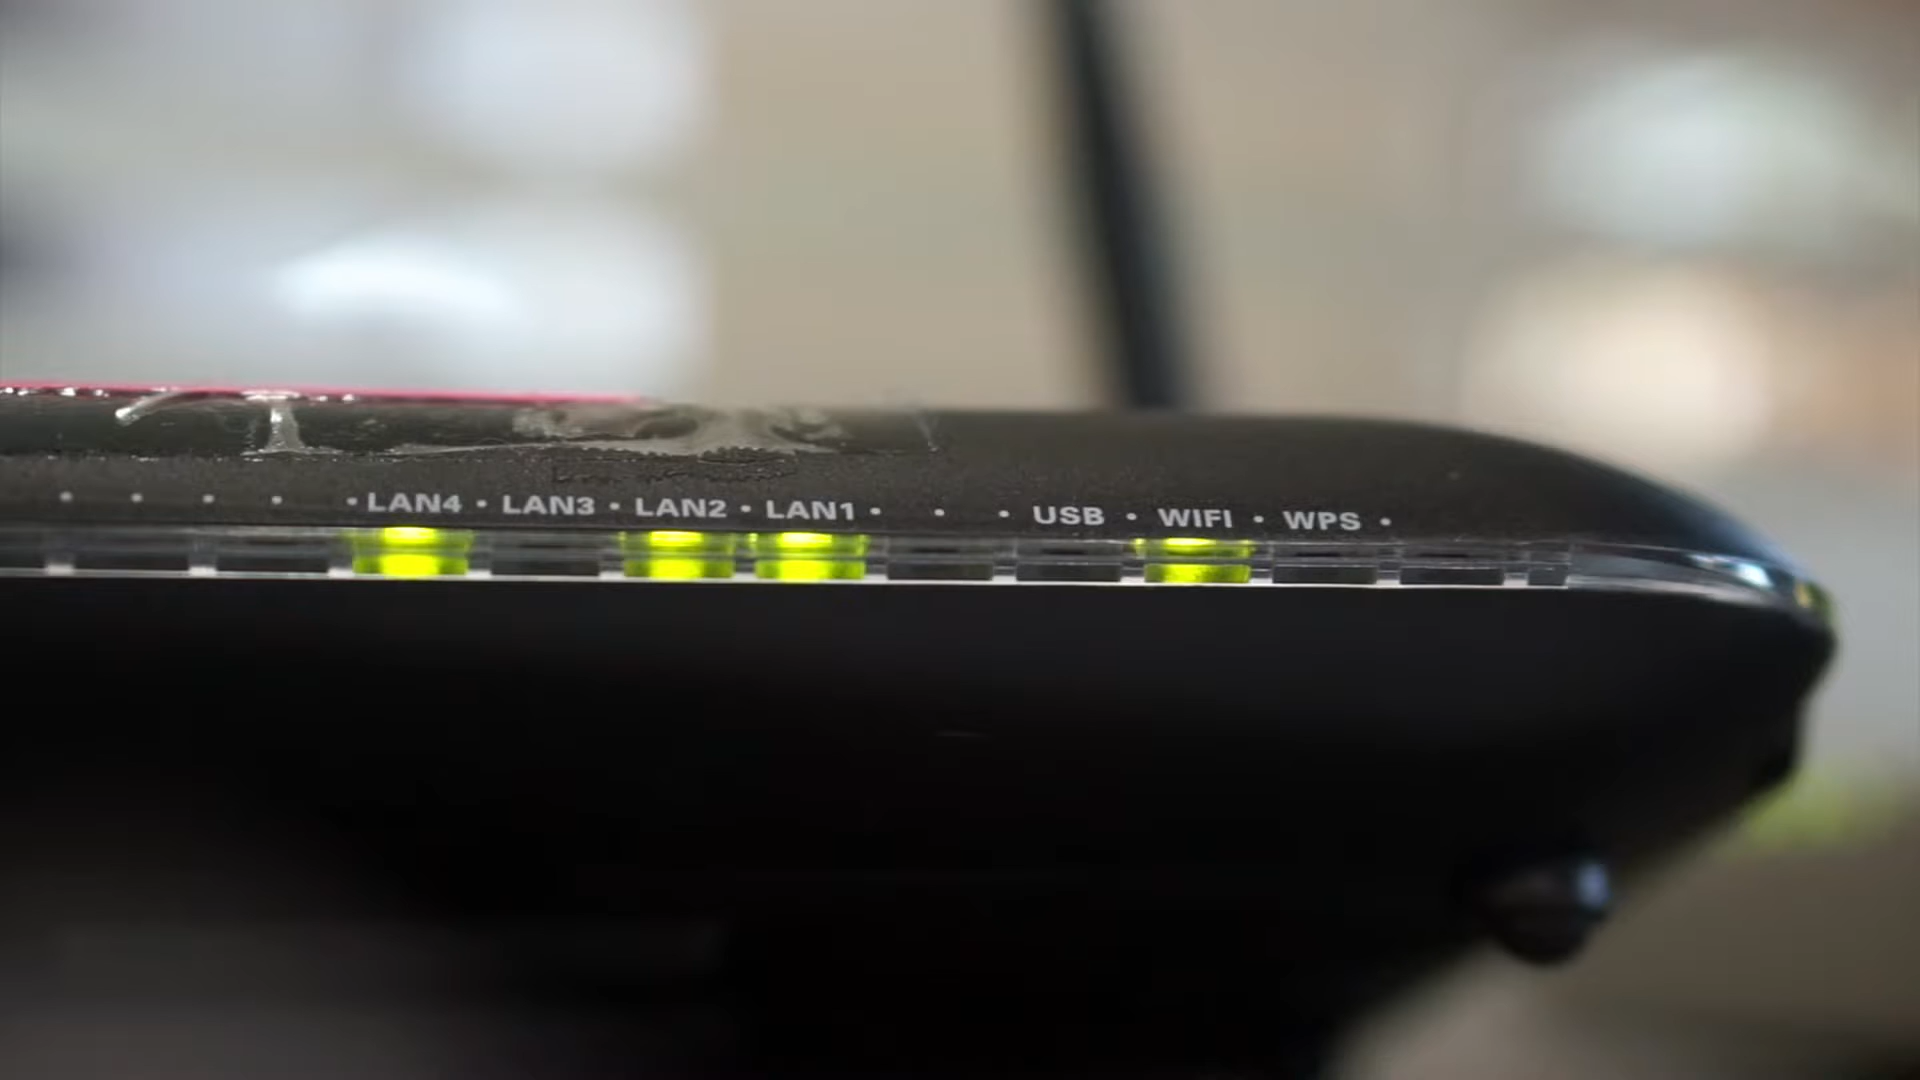 • • • • • LAN4 • LAN3 • LAN2 • LAN1 • • • USB • WIFI • WPS •